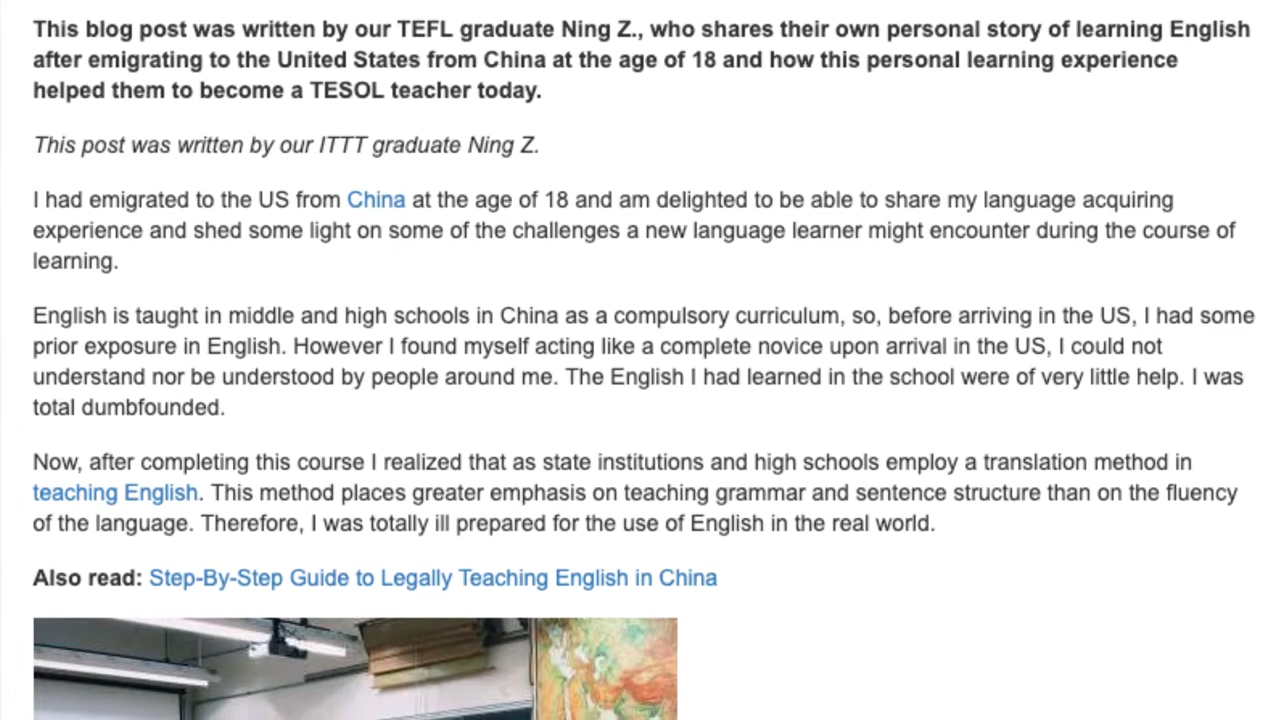 This blog post was written by our TEFL graduate Ning Z., who shares their own personal story of learning English
after emigrating to the United States from China at the age of 18 and how this personal learning experience
helped them to become a TESOL teacher today.
This post was written by our ITTT graduate Ning Z.
I had emigrated to the US from China at the age of 18 and am delighted to be able to share my language acquiring
experience and shed some light on some of the challenges a new language learner might encounter during the course of
learning.
English is taught in middle and high schools in China as a compulsory curriculum, so, before arriving in the US, I had some
prior exposure in English. However I found myself acting like a complete novice upon arrival in the US, I could not
understand nor be understood by people around me. The English I had learned in the school were of very little help. I was
total dumbfounded.
Now, after completing this course I realized that as state institutions and high schools employ a translation method in
teaching English. This method places greater emphasis on teaching grammar and sentence structure than on the fluency
of the language. Therefore, I was totally ill prepared for the use of English in the real world.
Also read: Step-By-Step Guide to Legally Teaching English in China